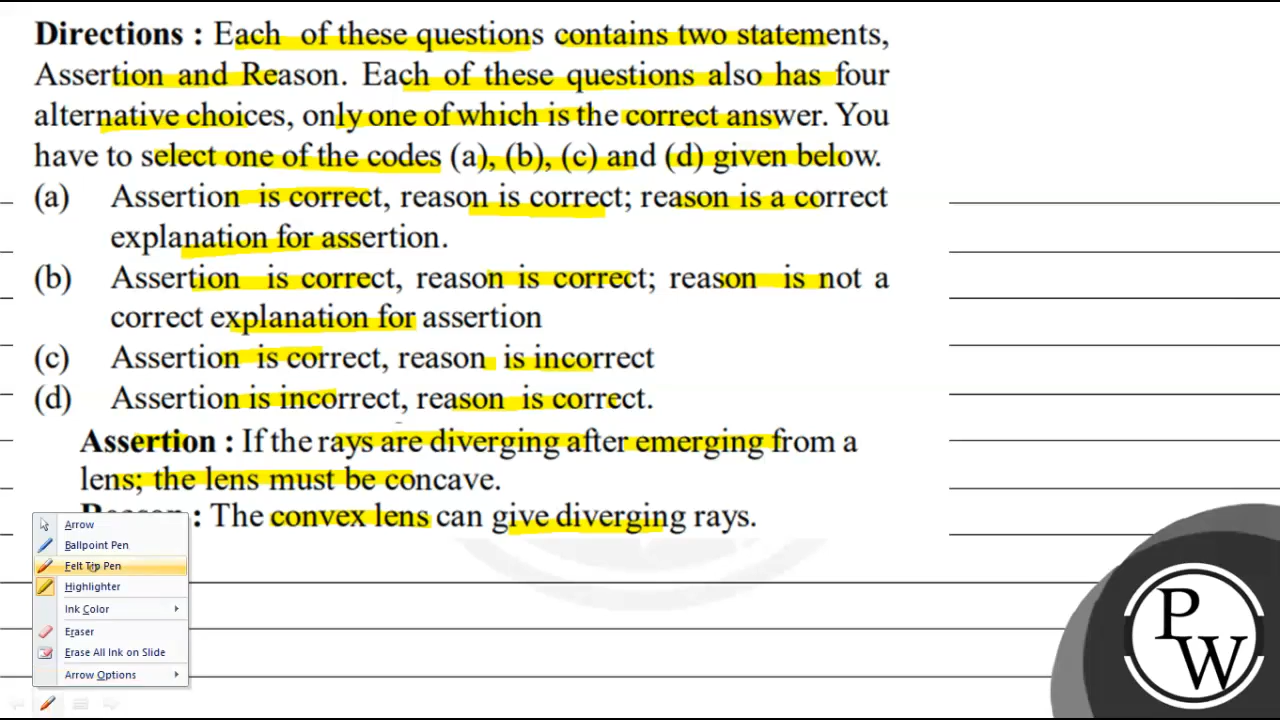 Directions : Each of these questions contains two statements,
Assertion and Reason. Each of these questions also has four
alternative choices, only one of which is the correct answer. You
have to select one of the codes (a), (b), (c) and (d) given below.
(a) Assertion is correct, reason is correct; reason is a correct
explanation for assertion.
(b) Assertion is correct, reason is correct; reason is not a
correct explanation for assertion
(c) Assertion is correct, reason is incorrect
(d) Assertion is incorrect, reason is correct.
Assertion : If the rays are diverging after emerging from a
lens; the lens must be concave.
: The convex lens can give diverging rays.
Arrow
Ballpoint Pen
Felt Tip Pen
Highlighter
Ink Color
Eraser
Erase All Ink on Slide
Arrow Options
P
W